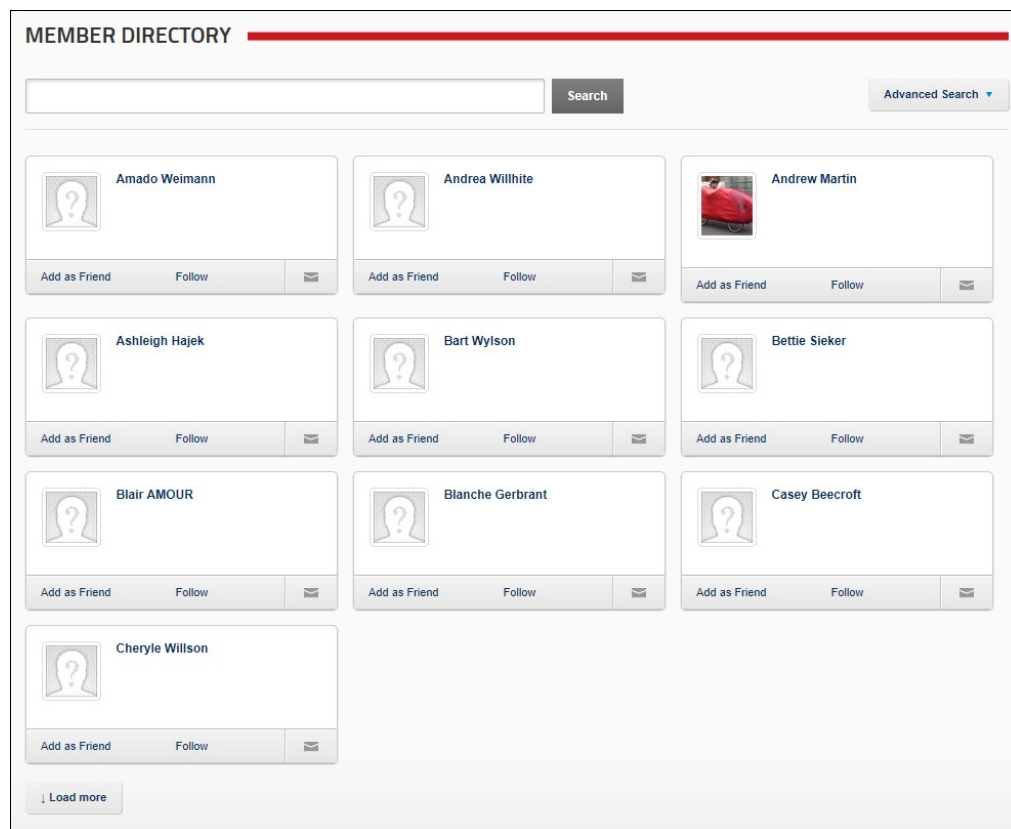 MEMBER DIRECTORY
Search
Advanced Search ▼
Amado Weimann Andrea Willhite Andrew Martin
Add as Friend Follow Add as Friend Follow Add as Friend Follow
Ashleigh Hajek Bart Wylson Bettie Sieker
Add as Friend Follow Add as Friend Follow Add as Friend Follow
Blair AMOUR Blanche Gerbrant Casey Beecroft
Add as Friend Follow Add as Friend Follow Add as Friend Follow
Cheryle Willson
Add as Friend Follow
↓ Load more